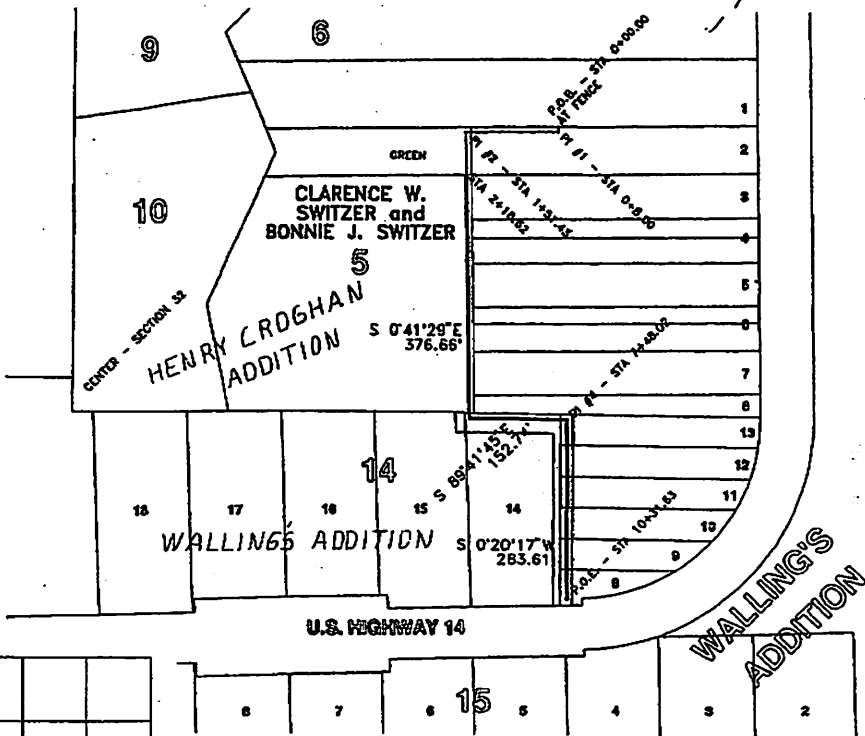 6
9
P.O.B. - STA 0+00.00
AT FENCE
1
PI #1 - STA 0+8.00
2
GREEN
PI #2 - STA 1+51.43
STA 2+18.62
3
10
CLARENCE W.
SWITZER and
BONNIE J. SWITZER
4
5
5
CENTER - SECTION 32
HENRY CROGHAN
ADDITION
S 0°41'29"E
376.66'
6
PI #4 - STA 7+48.02
7
8
S 89°41'45"E
152.71'
13
14
12
18
17
16
15
14
11
10
WALLINGS ADDITION
S 0°20'17"W
283.61
P.O.E. - STA 10+31.63
9
8
U.S. HIGHWAY 14
WALLING'S
ADDITION
15
8
7
6
5
4
3
2